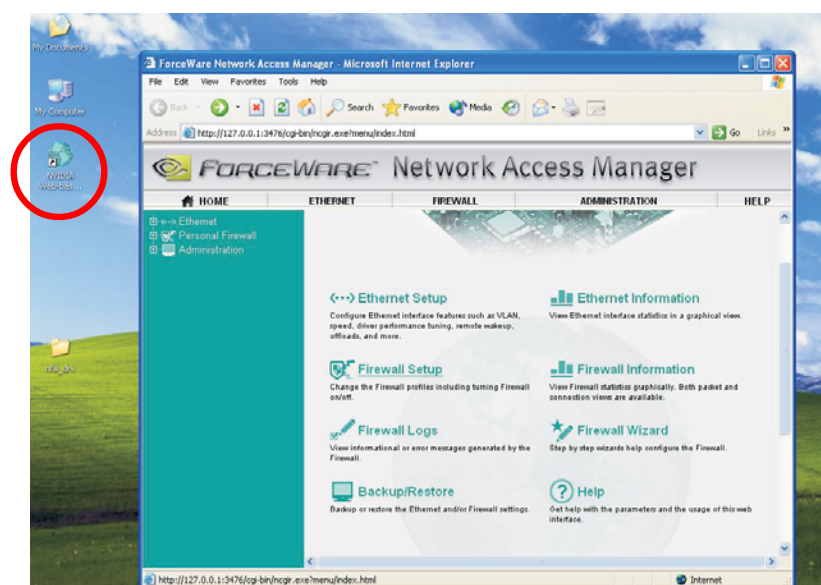 My Documents
My Computer
NVIDIA
Web-bas...
ForceWare Network Access Manager - Microsoft Internet Explorer
File Edit View Favorites Tools Help
Back Search Favorites Media
Address http://127.0.0.1:3476/cgi-bin/ncgir.exe?menu/index.html Go Links »
FORCEWARE™ Network Access Manager
HOME ETHERNET FIREWALL ADMINISTRATION HELP
Ethernet
Personal Firewall
Administration
Ethernet Setup
Configure Ethernet interface features such as VLAN,
speed, driver performance tuning, remote wakeup,
offloads, and more.
Ethernet Information
View Ethernet interface statistics in a graphical view.
Firewall Setup
Change the Firewall profiles including turning Firewall
on/off.
Firewall Information
View Firewall statistics graphically. Both packet and
connection views are available.
Firewall Logs
View informational or error messages generated by the
Firewall.
Firewall Wizard
Step by step wizards help configure the Firewall.
Backup/Restore
Backup or restore the Ethernet and/or Firewall settings.
Help
Get help with the parameters and the usage of this web
interface.
http://127.0.0.1:3476/cgi-bin/ncgir.exe?menu/index.html Internet